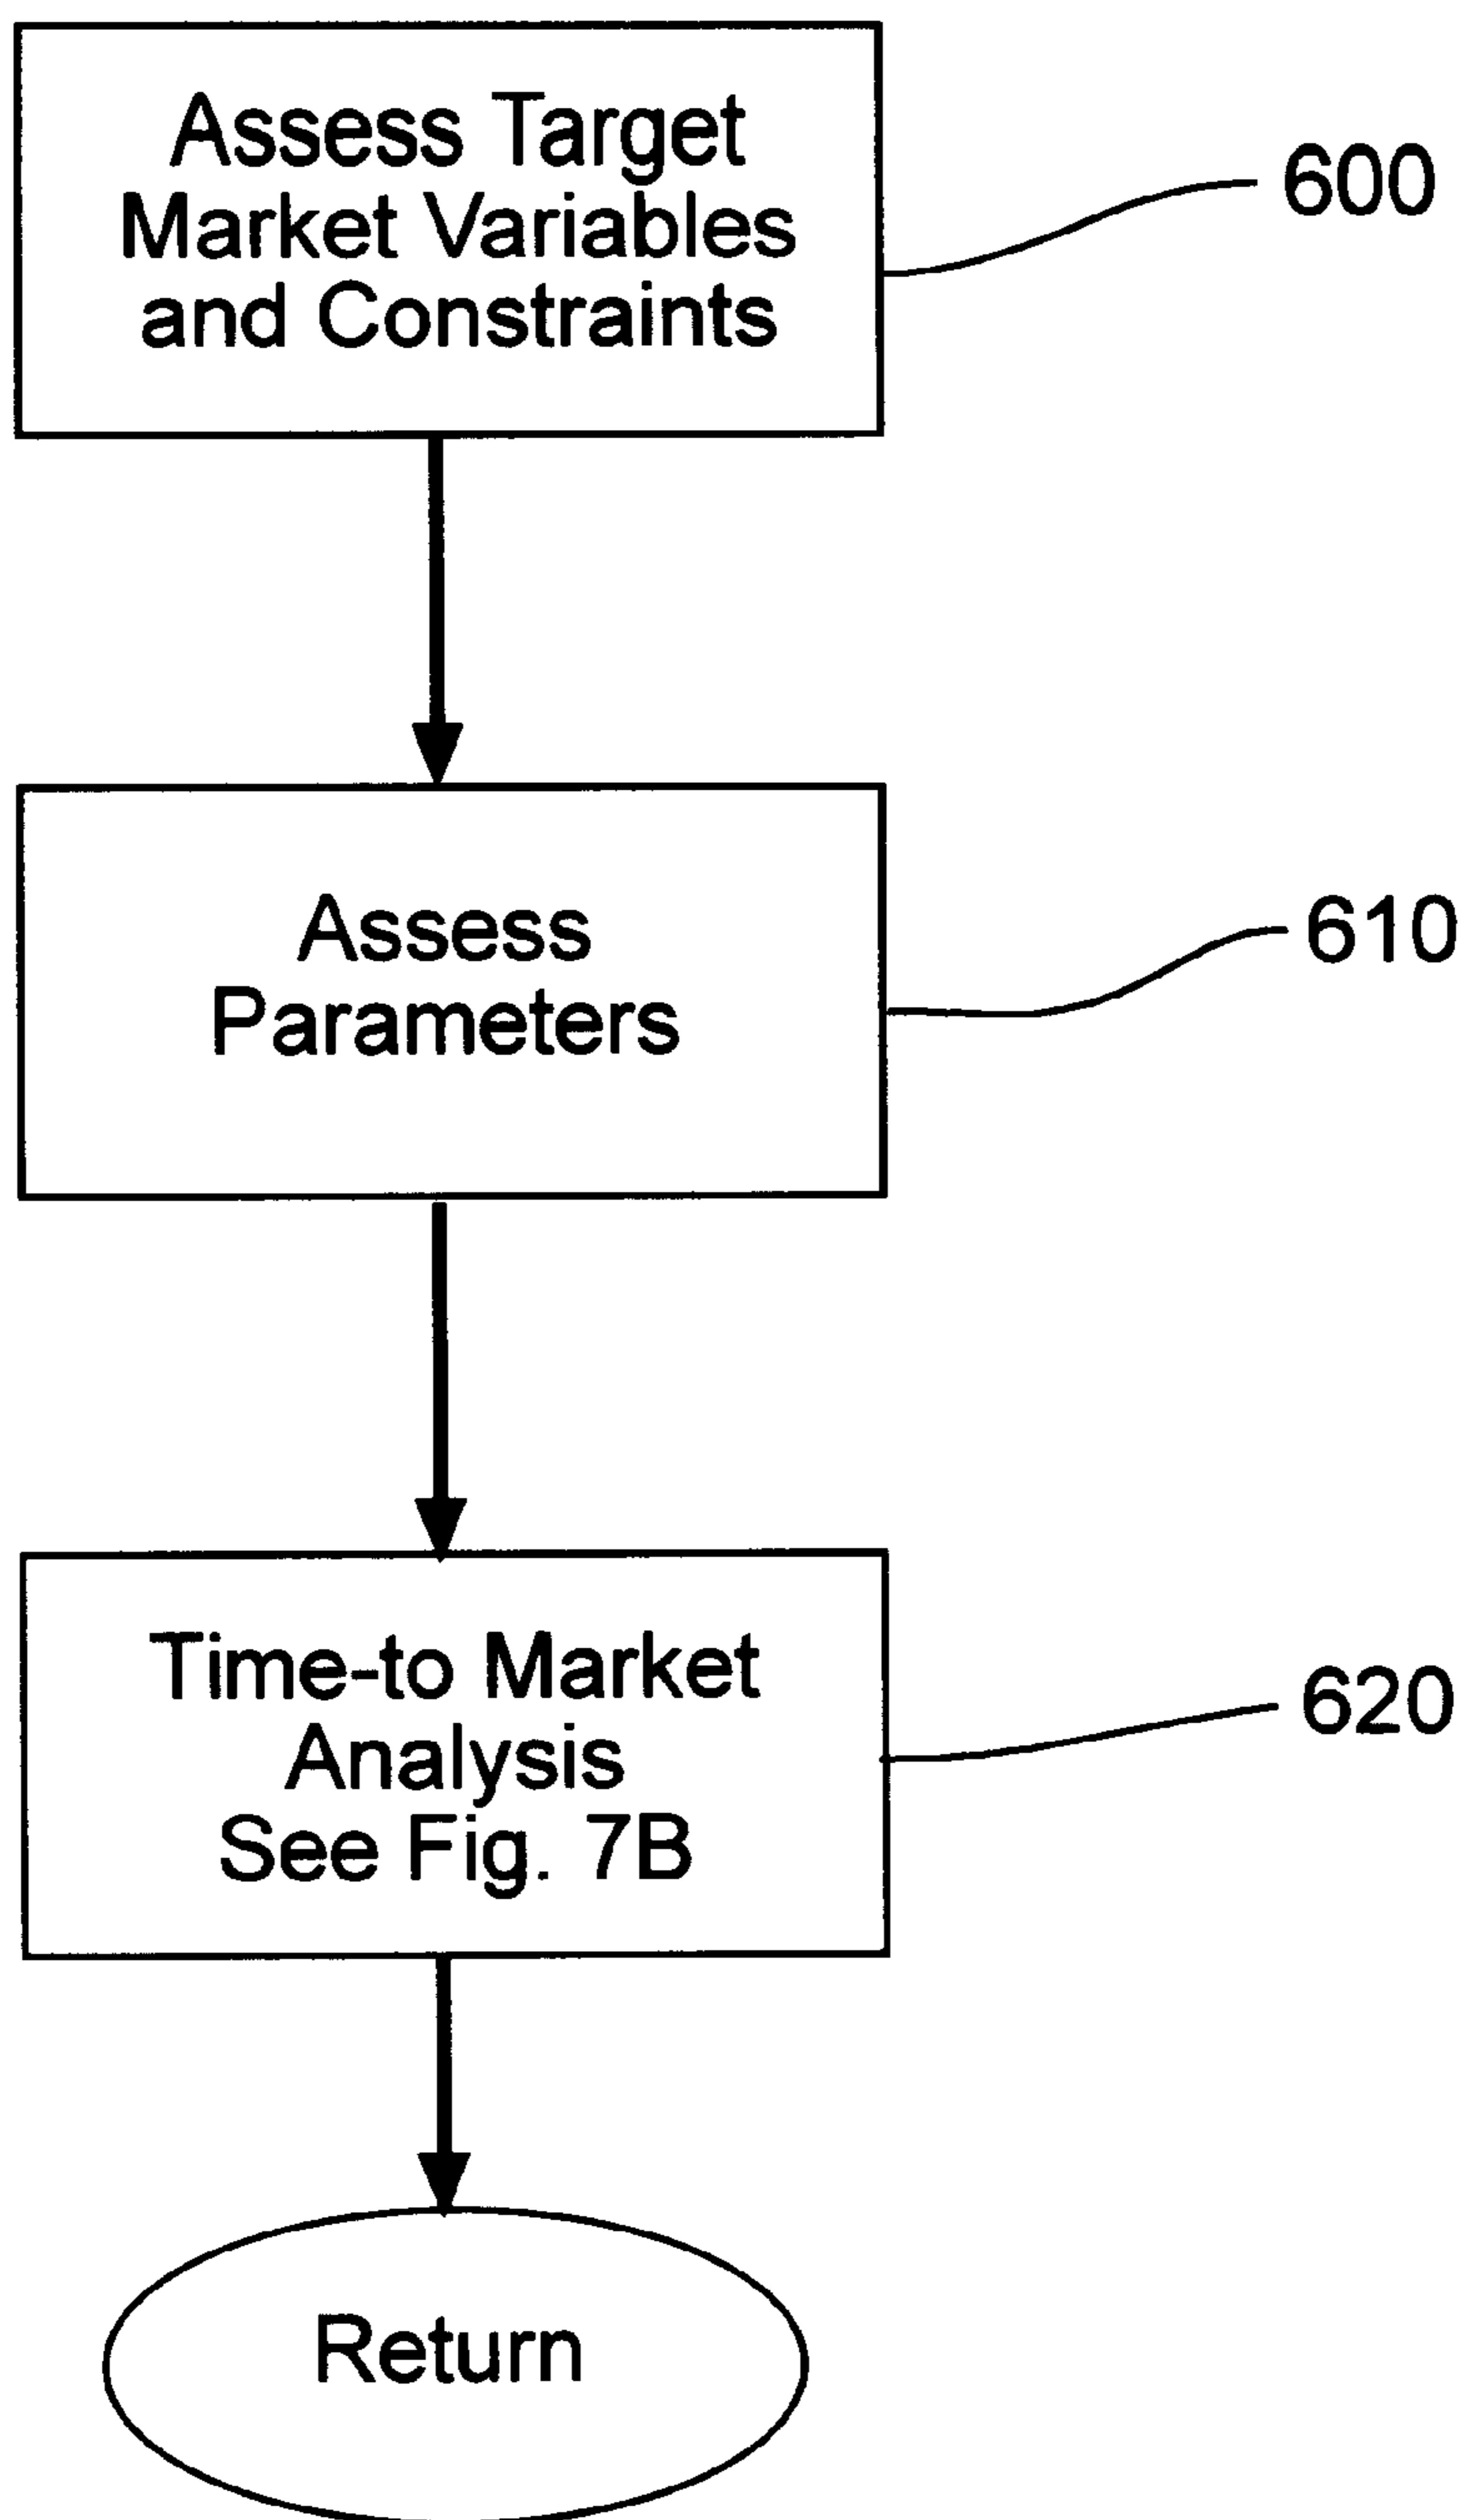 Assess Target
Market Variables
and Constraints
600
Assess
Parameters
610
Time-to Market
Analysis
See Fig. 7B
620
Return